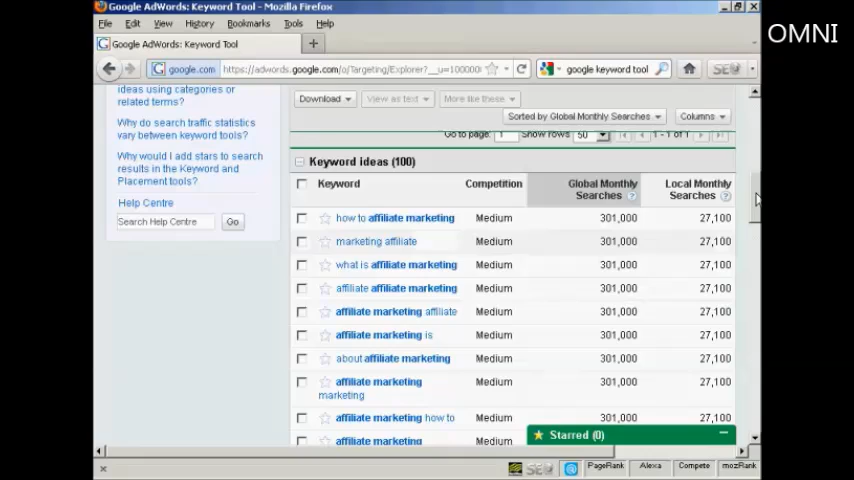 Google AdWords: Keyword Tool - Mozilla Firefox
OMNI
File Edit View History Bookmarks Tools Help
Google AdWords: Keyword Tool
google.com https://adwords.google.com/o/Targeting/Explorer?__u=100000 google keyword tool SEO
ideas using categories or
related terms?
Why do search traffic statistics
vary between keyword tools?
Why would I add stars to search
results in the Keyword and
Placement tools?
Help Centre
Search Help Centre Go
Download View as text More like these
Sorted by Global Monthly Searches Columns
Go to page: 1 Show rows 50 1 - 1 of 1
Keyword ideas (100)
Keyword Competition Global Monthly Searches ? Local Monthly Searches ?
how to affiliate marketing Medium 301,000 27,100
marketing affiliate Medium 301,000 27,100
what is affiliate marketing Medium 301,000 27,100
affiliate affiliate marketing Medium 301,000 27,100
affiliate marketing affiliate Medium 301,000 27,100
affiliate marketing is Medium 301,000 27,100
about affiliate marketing Medium 301,000 27,100
affiliate marketing Medium 301,000 27,100
marketing
affiliate marketing how to Medium 301,000 27,100
affiliate marketing
Starred (0)
SEO PageRank Alexa Compete mozRank